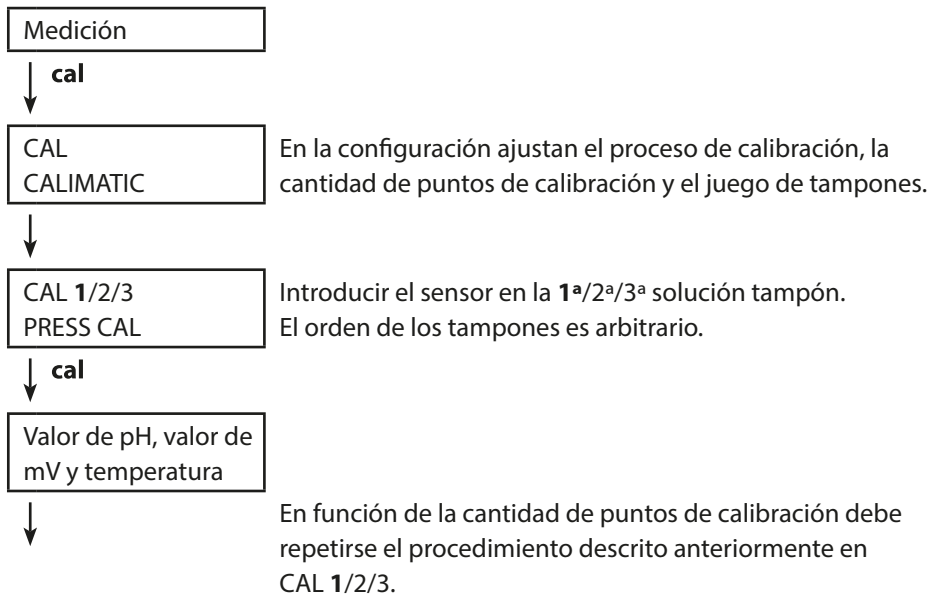 Medición
cal
CAL
CALIMATIC
En la configuración ajustan el proceso de calibración, la
cantidad de puntos de calibración y el juego de tampones.
CAL 1/2/3
PRESS CAL
Introducir el sensor en la 1ª/2ª/3ª solución tampón.
El orden de los tampones es arbitrario.
cal
Valor de pH, valor de
mV y temperatura
En función de la cantidad de puntos de calibración debe
repetirse el procedimiento descrito anteriormente en
CAL 1/2/3.